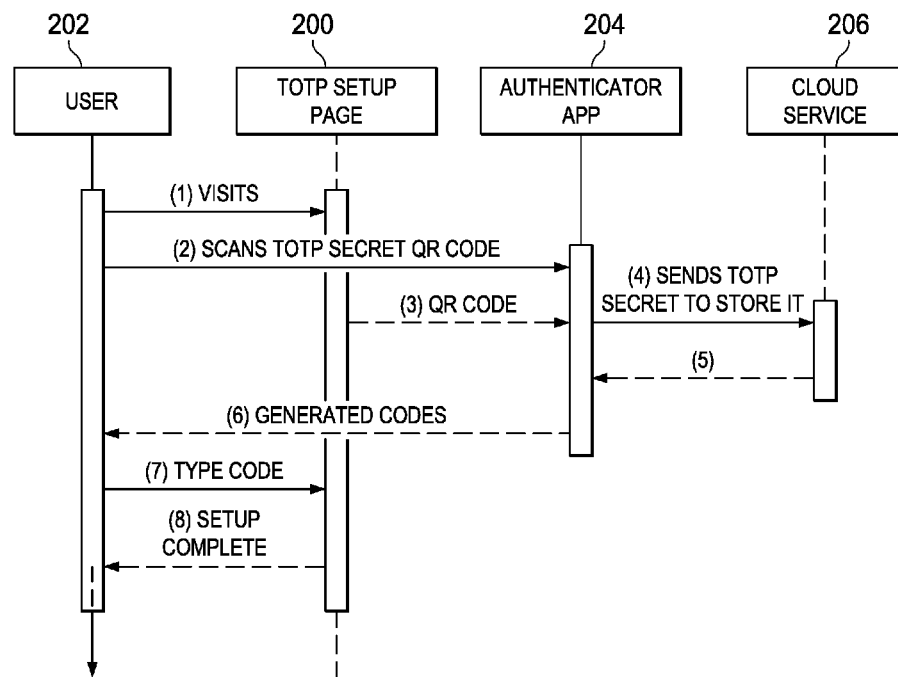 202
200
204
206
USER
TOTP SETUP
PAGE
AUTHENTICATOR
APP
CLOUD
SERVICE
(1) VISITS
(2) SCANS TOTP SECRET QR CODE
(4) SENDS TOTP
SECRET TO STORE IT
(3) QR CODE
(5)
(6) GENERATED CODES
(7) TYPE CODE
(8) SETUP
COMPLETE